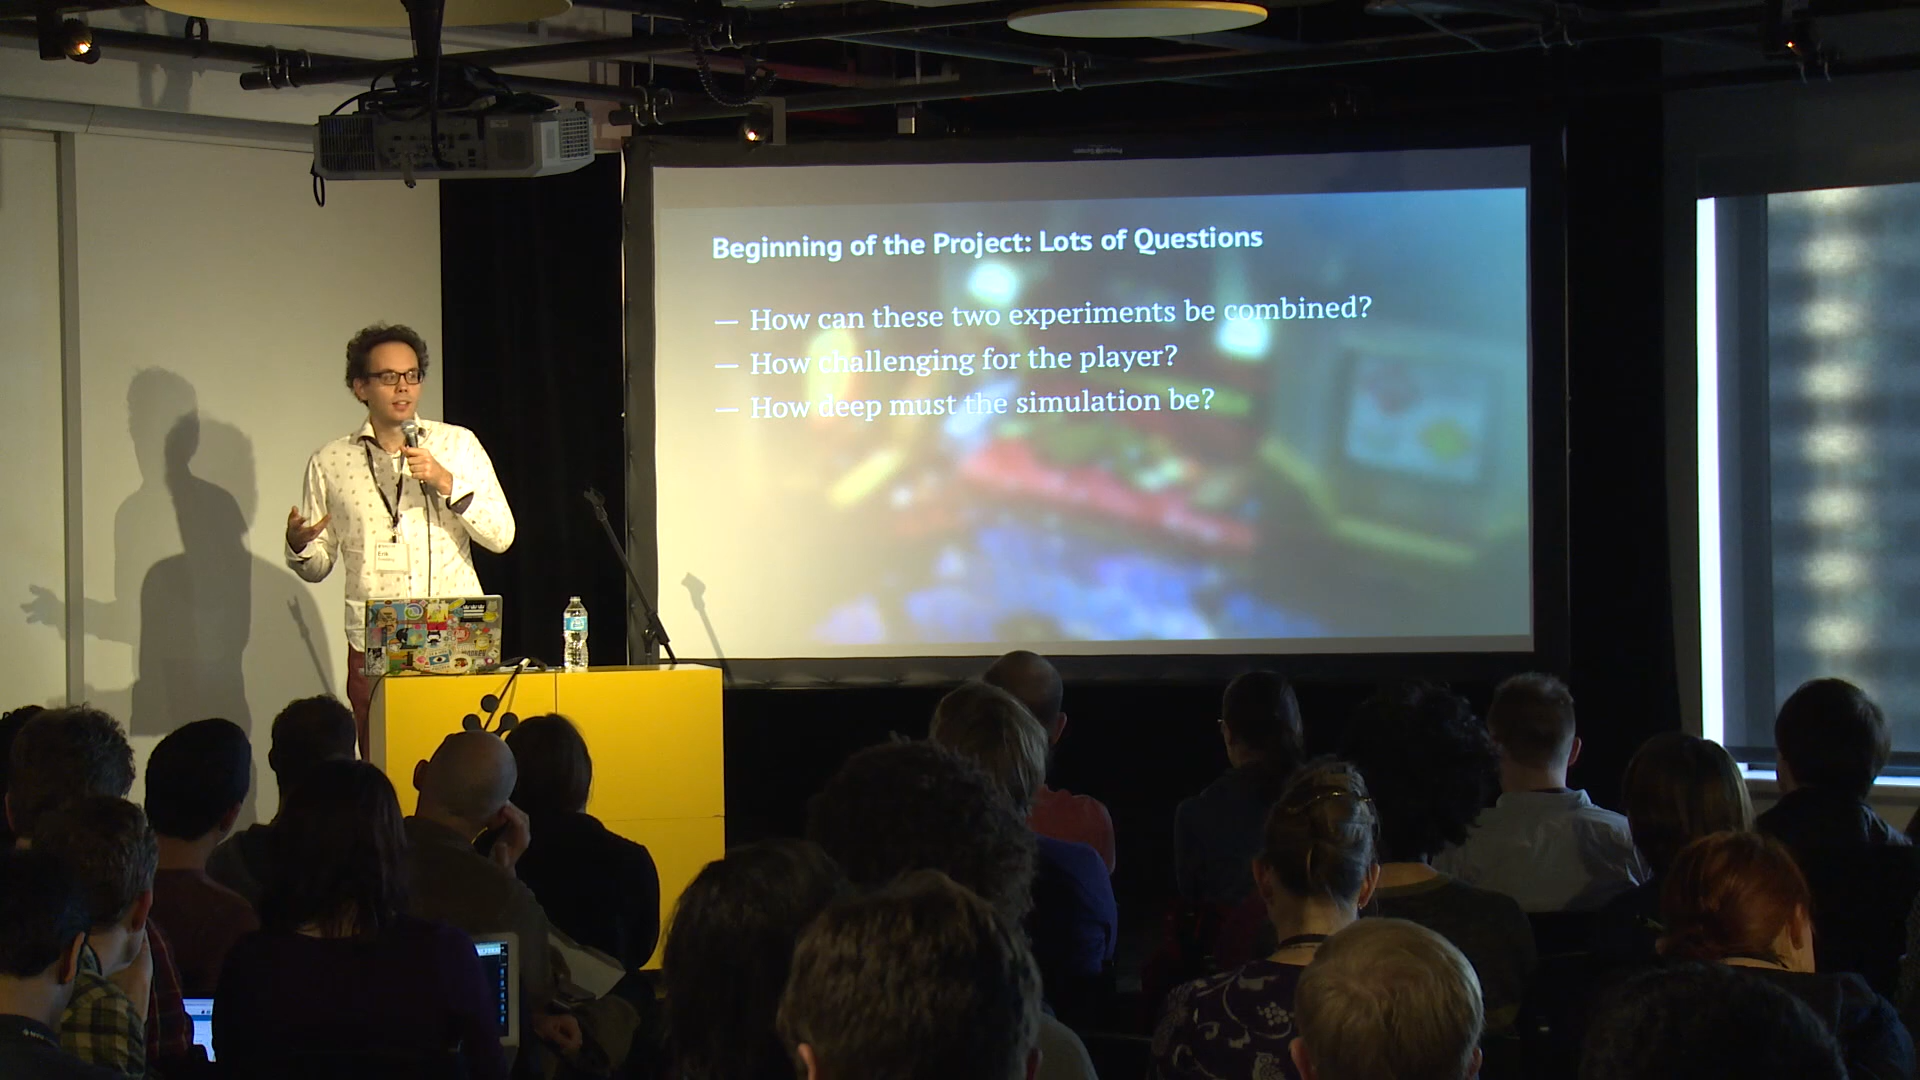 Beginning of the Project: Lots of Questions
— How can these two experiments be combined?
— How challenging for the player?
— How deep must the simulation be?
Erik